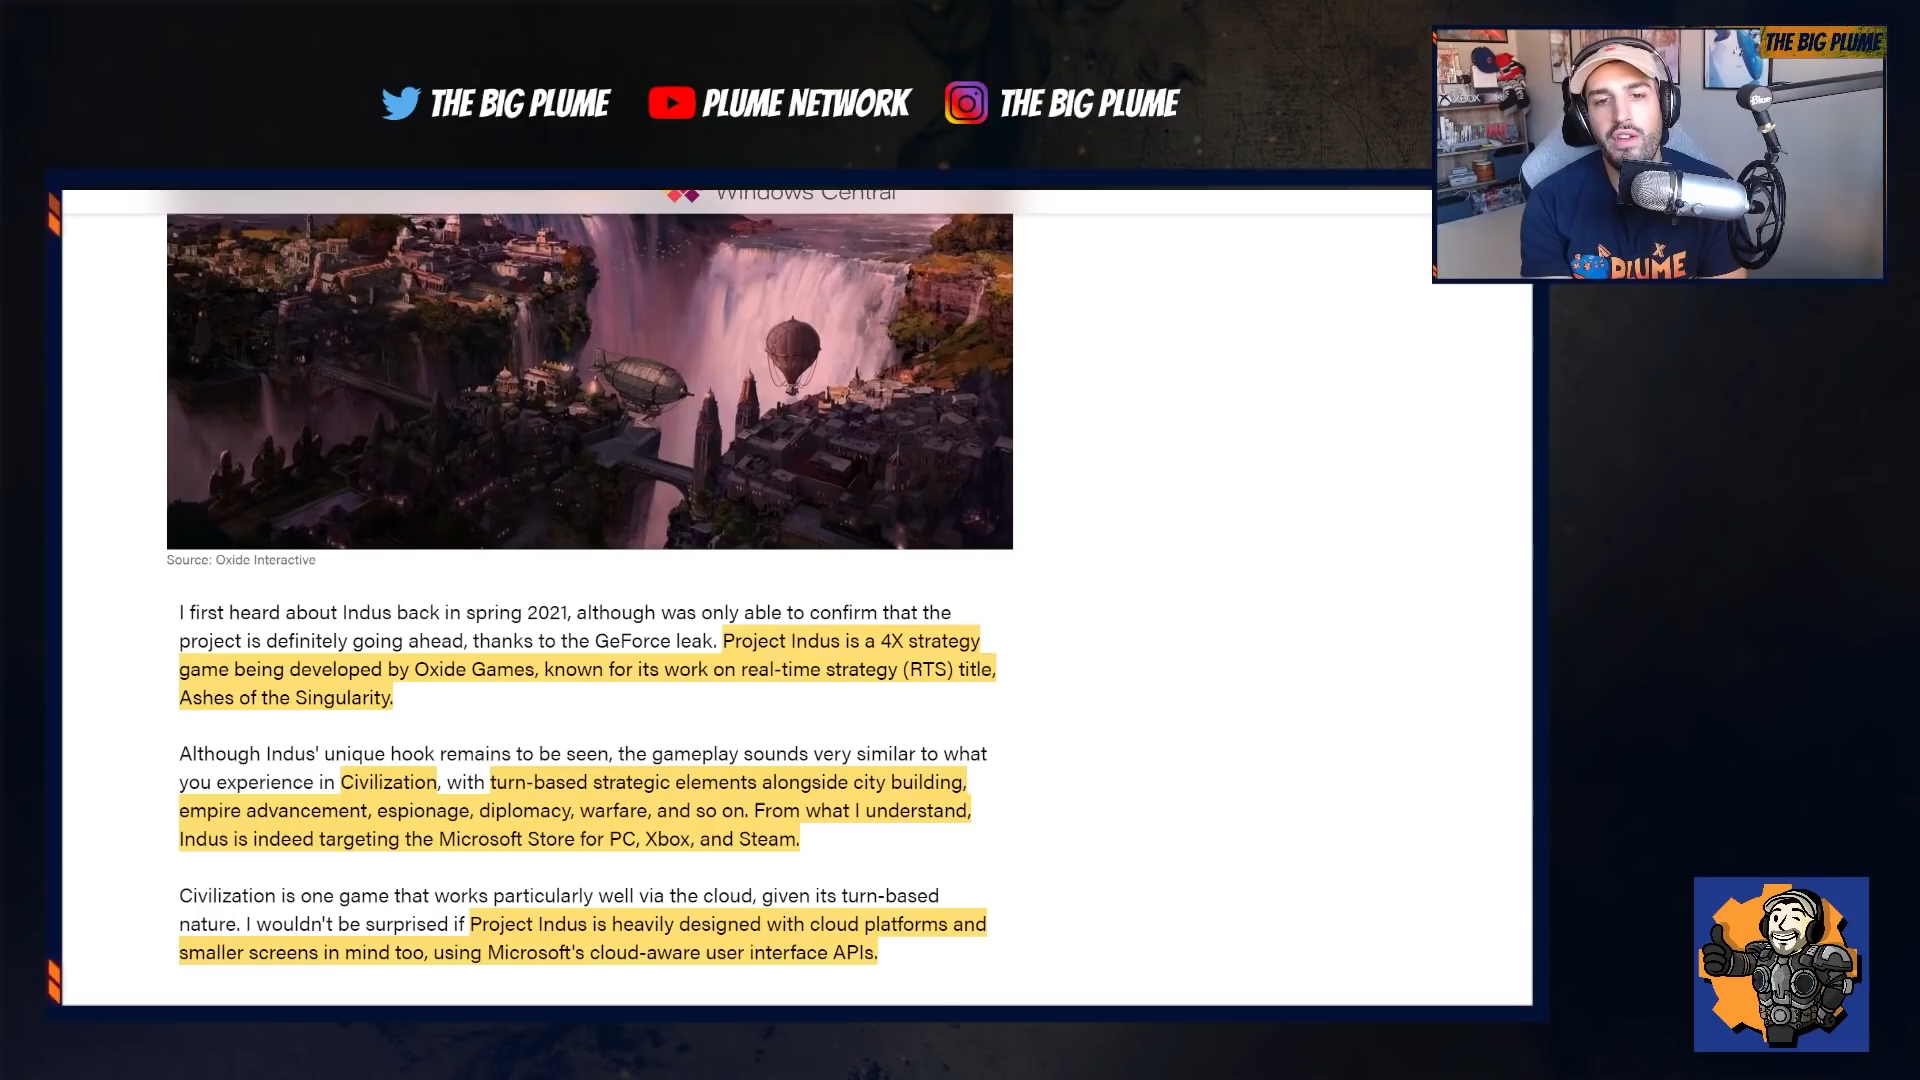 THE BIG PLUME
PLUME NETWORK
THE BIG PLUME
THE BIG PLUME
XBOX
Blue
PLUME
Windows Central
Source: Oxide Interactive
I first heard about Indus back in spring 2021, although was only able to confirm that the
project is definitely going ahead, thanks to the GeForce leak. Project Indus is a 4X strategy
game being developed by Oxide Games, known for its work on real-time strategy (RTS) title,
Ashes of the Singularity.
Although Indus' unique hook remains to be seen, the gameplay sounds very similar to what
you experience in Civilization, with turn-based strategic elements alongside city building,
empire advancement, espionage, diplomacy, warfare, and so on. From what I understand,
Indus is indeed targeting the Microsoft Store for PC, Xbox, and Steam.
Civilization is one game that works particularly well via the cloud, given its turn-based
nature. I wouldn't be surprised if Project Indus is heavily designed with cloud platforms and
smaller screens in mind too, using Microsoft's cloud-aware user interface APIs.